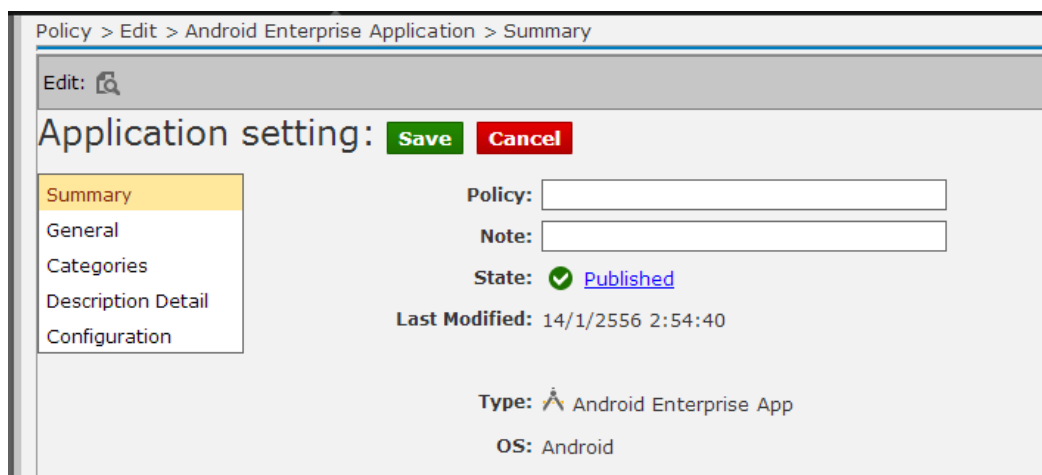 Policy > Edit > Android Enterprise Application > Summary
Edit:
Application setting: Save Cancel
Summary
General
Categories
Description Detail
Configuration
Policy:
Note:
State: Published
Last Modified: 14/1/2556 2:54:40
Type: Android Enterprise App
OS: Android